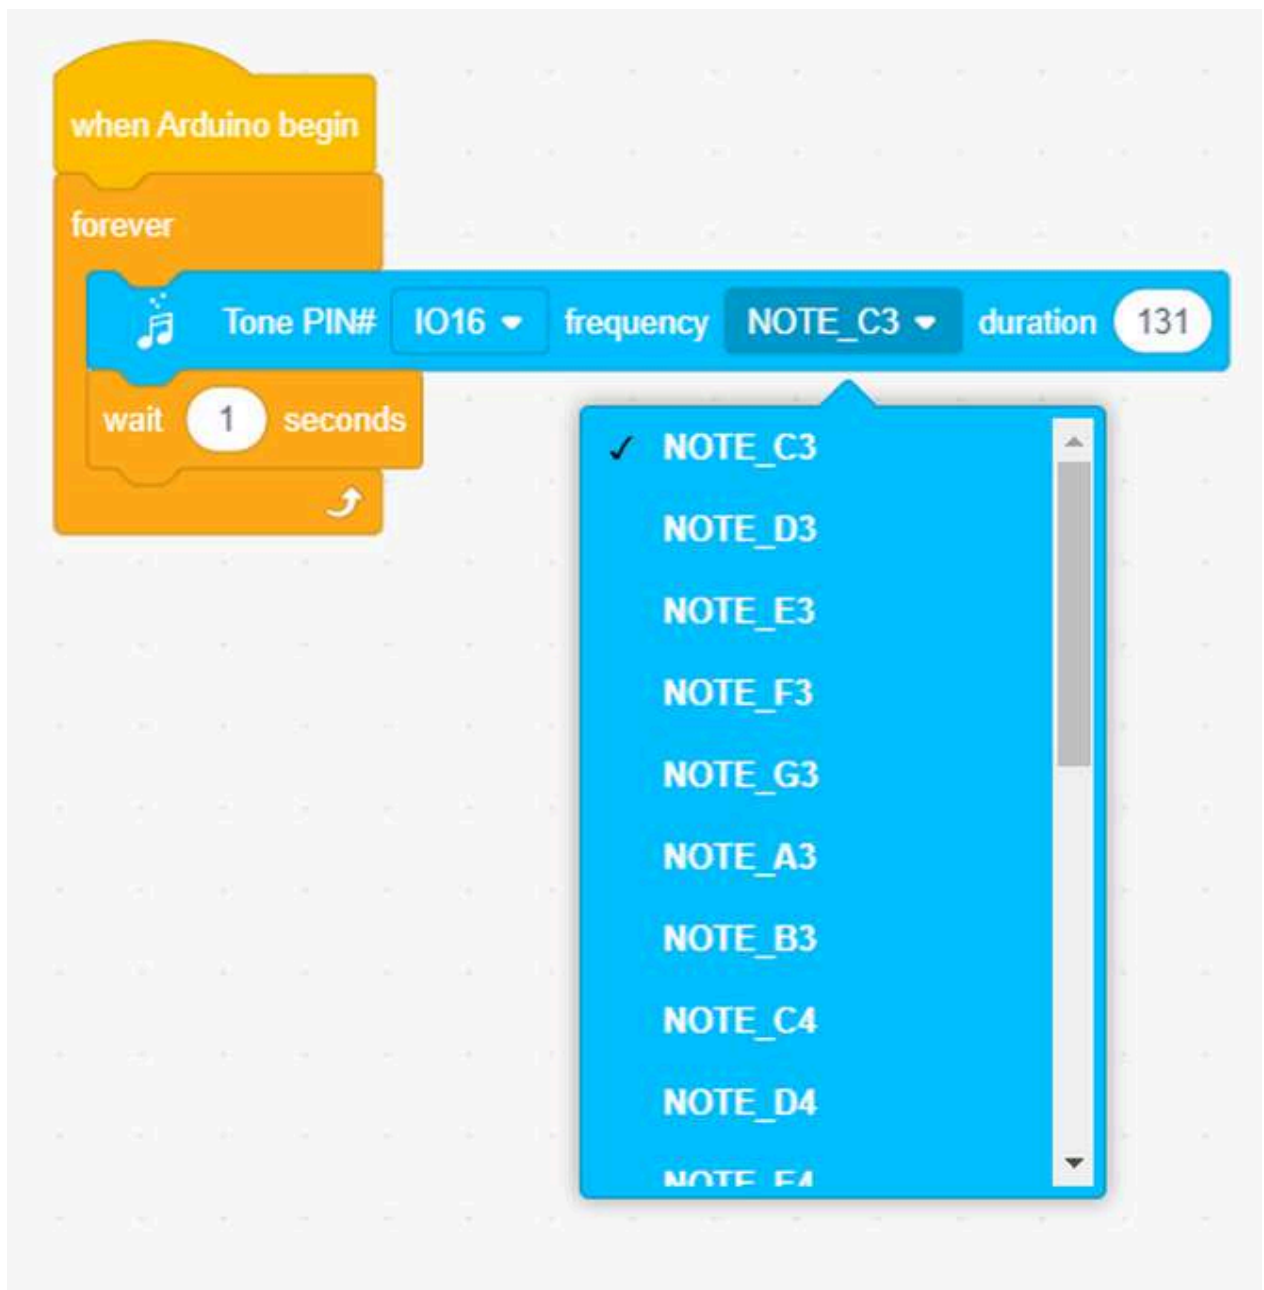 when Arduino begin
forever
Tone PIN# IO16 frequency NOTE_C3 duration 131
wait 1 seconds
NOTE_C3
NOTE_D3
NOTE_E3
NOTE_F3
NOTE_G3
NOTE_A3
NOTE_B3
NOTE_C4
NOTE_D4
NOTE_E4